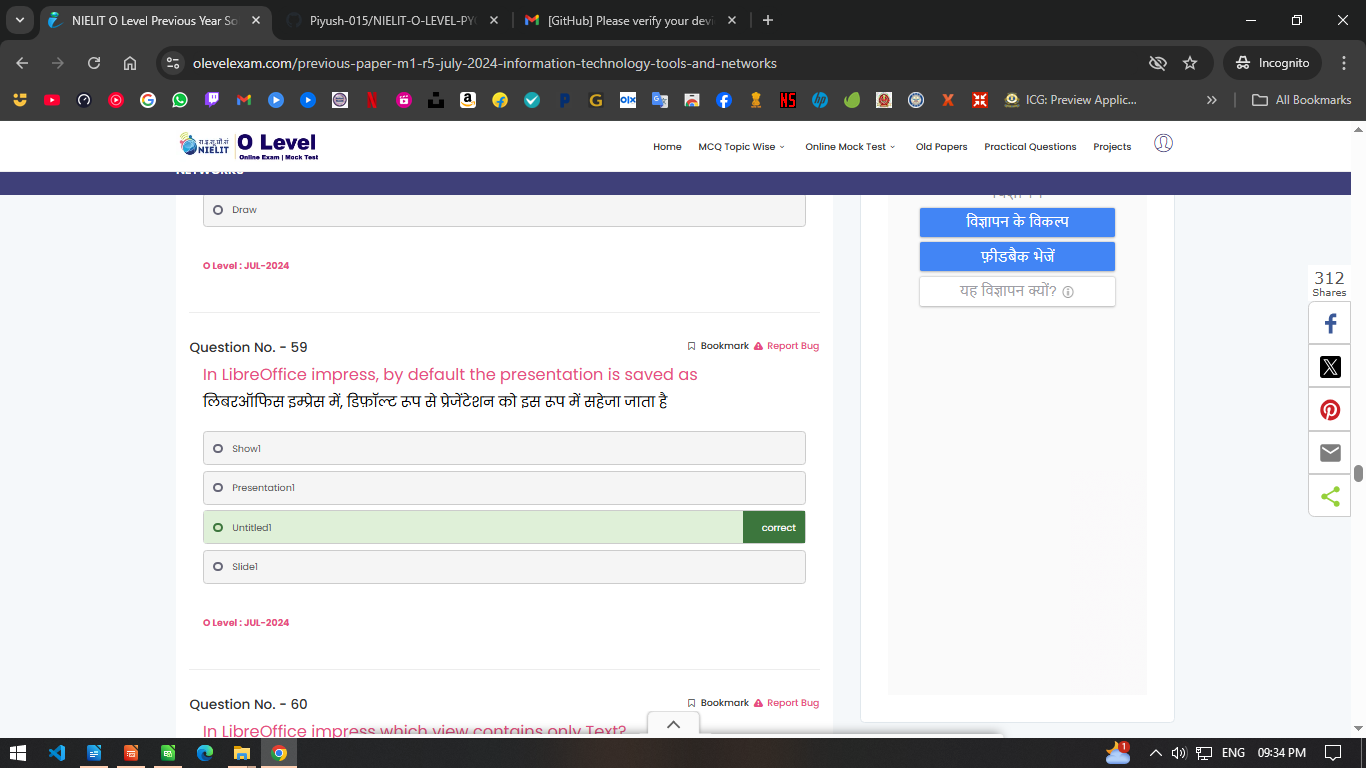 NIELIT O Level Previous Year So
Piyush-015/NIELIT-O-LEVEL-PY
[GitHub] Please verify your devi
olevelexam.com/previous-paper-m1-r5-july-2024-information-technology-tools-and-networks
Incognito
ICG: Preview Applic...
All Bookmarks
रा.इ.सू.प्रौ.सं
NIELIT
O Level
Online Exam | Mock Test
Home
MCQ Topic Wise
Online Mock Test
Old Papers
Practical Questions
Projects
NETWORKS
Draw
O Level : JUL-2024
विज्ञापन
विज्ञापन के विकल्प
फ़ीडबैक भेजें
यह विज्ञापन क्यों?
312
Shares
Question No. - 59
Bookmark
Report Bug
In LibreOffice impress, by default the presentation is saved as
लिबरऑफिस इम्प्रेस में, डिफ़ॉल्ट रूप से प्रेजेंटेशन को इस रूप में सहेजा जाता है
Show1
Presentation1
Untitled1
correct
Slide1
O Level : JUL-2024
Question No. - 60
Bookmark
Report Bug
In LibreOffice impress which view contains only Text?
1
ENG
09:34 PM